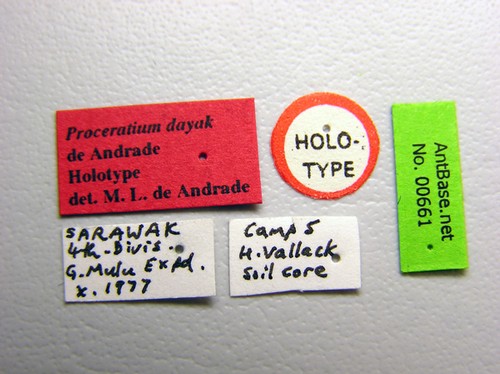 Proceratium dayak
de Andrade
Holotype
det. M. L. de Andrade
HOLO-
TYPE
AntBase.net
No. 00661
SARAWAK
4th. Divis.
G. Mulu Exped.
x. 1977
Camp 5
H. Vallack
Soil core